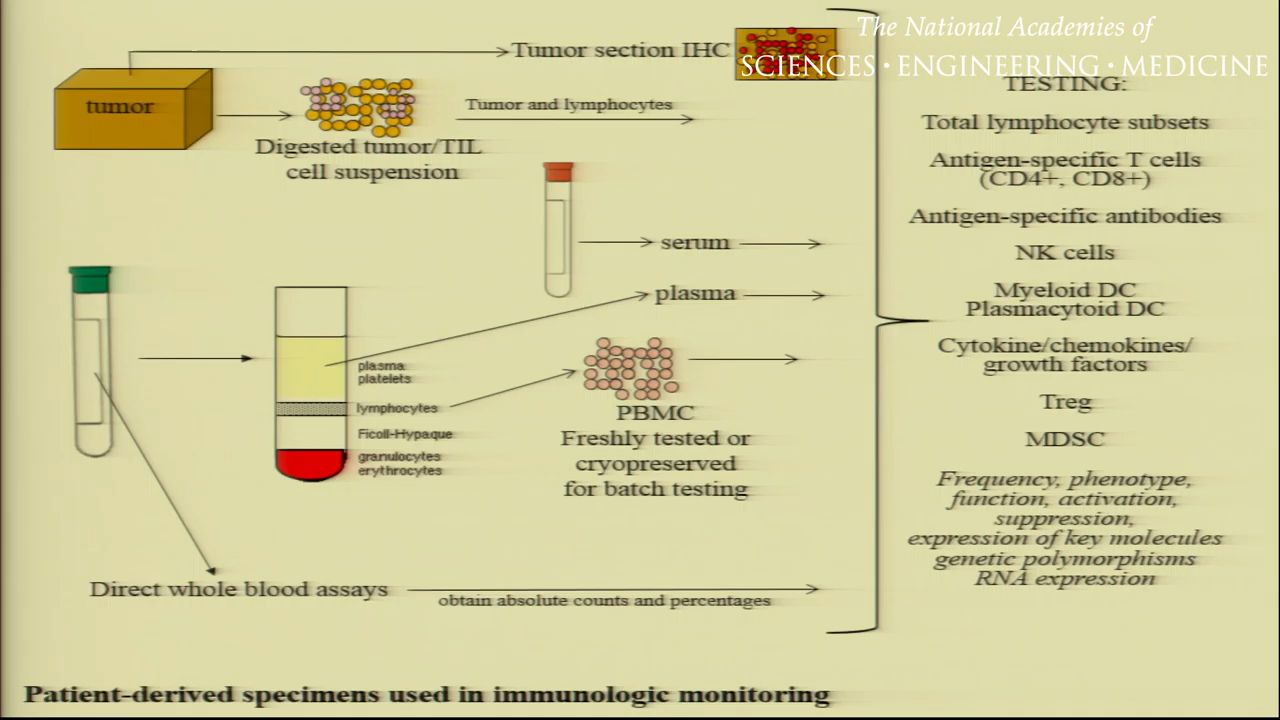 The National Academies of
SCIENCES • ENGINEERING • MEDICINE
Tumor section IHC
tumor
Tumor and lymphocytes
Digested tumor/TIL
cell suspension
serum
plasma
plasma
platelets
lymphocytes
Ficoll-Hypaque
granulocytes
erythrocytes
PBMC
Freshly tested or
cryopreserved
for batch testing
Direct whole blood assays
obtain absolute counts and percentages
TESTING:
Total lymphocyte subsets
Antigen-specific T cells
(CD4+, CD8+)
Antigen-specific antibodies
NK cells
Myeloid DC
Plasmacytoid DC
Cytokine/chemokines/
growth factors
Treg
MDSC
Frequency, phenotype,
function, activation,
suppression,
expression of key molecules
genetic polymorphisms
RNA expression
Patient-derived specimens used in immunologic monitoring